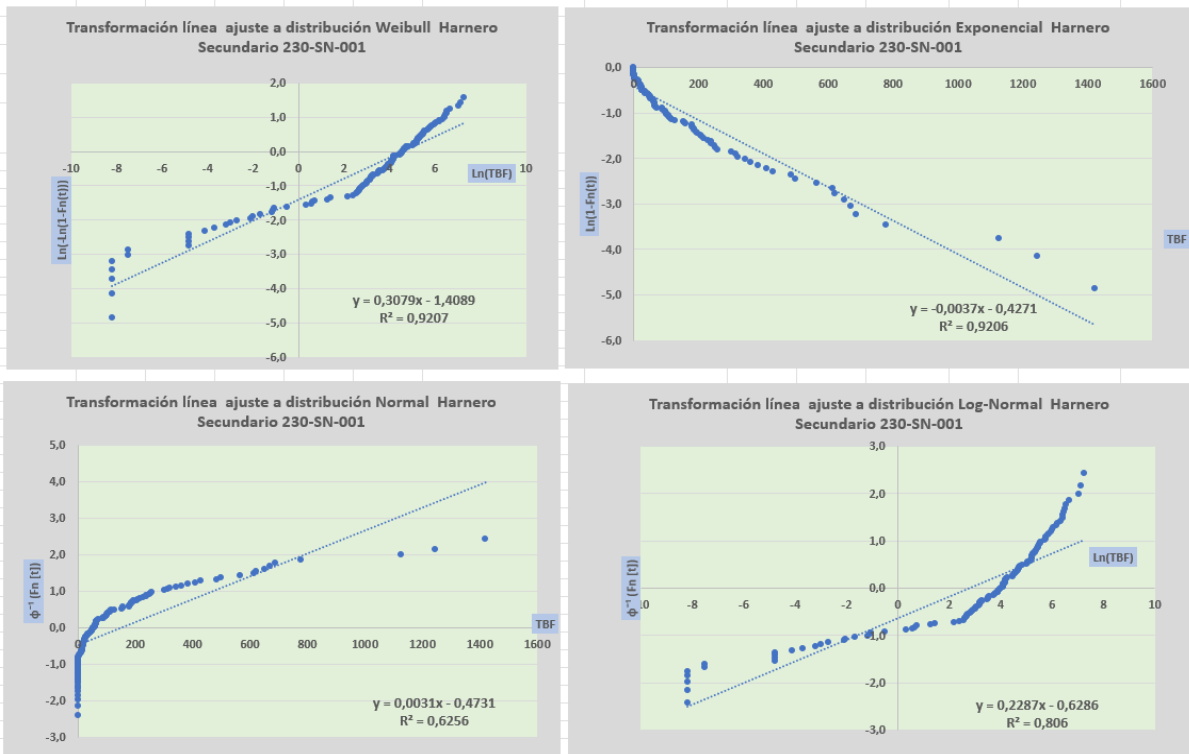 Transformación línea  ajuste a distribución Weibull  Harnero
Secundario 230-SN-001
2,0
1,0
0,0
-10 -8 -6 -4 -2 0 2 4 6 8 10
Ln(TBF)
-1,0
-2,0
-3,0
-4,0
-5,0
-6,0
Ln(-Ln(1-Fn(t)))
y = 0,3079x - 1,4089
R² = 0,9207
Transformación línea  ajuste a distribución Exponencial  Harnero
Secundario 230-SN-001
0,0
0 200 400 600 800 1000 1200 1400 1600
-1,0
-2,0
-3,0
-4,0
-5,0
-6,0
Ln(1-Fn(t))
TBF
y = -0,0037x - 0,4271
R² = 0,9206
Transformación línea  ajuste a distribución Normal  Harnero
Secundario 230-SN-001
5,0
4,0
3,0
2,0
1,0
0,0
0 200 400 600 800 1000 1200 1400 1600
TBF
-1,0
-2,0
-3,0
ϕ⁻¹ (Fn [t])
y = 0,0031x - 0,4731
R² = 0,6256
Transformación línea  ajuste a distribución Log-Normal  Harnero
Secundario 230-SN-001
3,0
2,0
1,0
Ln(TBF)
0,0
10 -8 -6 -4 -2 0 2 4 6 8 10
-1,0
-2,0
-3,0
ϕ⁻¹ (Fn [t])
y = 0,2287x - 0,6286
R² = 0,806